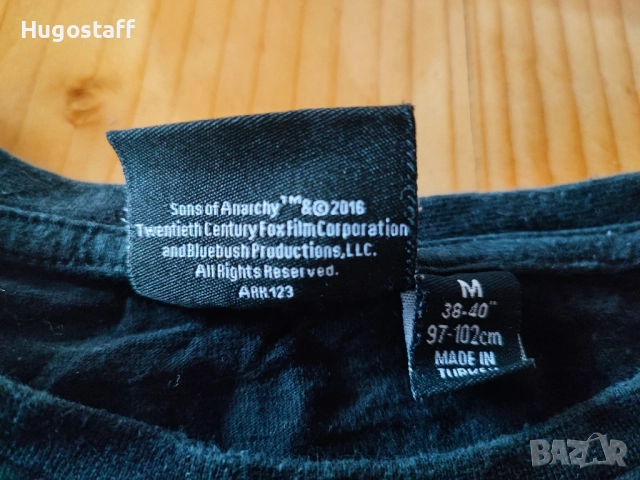 Hugostaff
Sons of Anarchy™&©2016
Twentieth Century Fox Film Corporation
and Bluebush Productions, LLC.
All Rights Reserved.
ARK123
M
38-40"
97-102cm
MADE IN
TURKEY
BAZAR